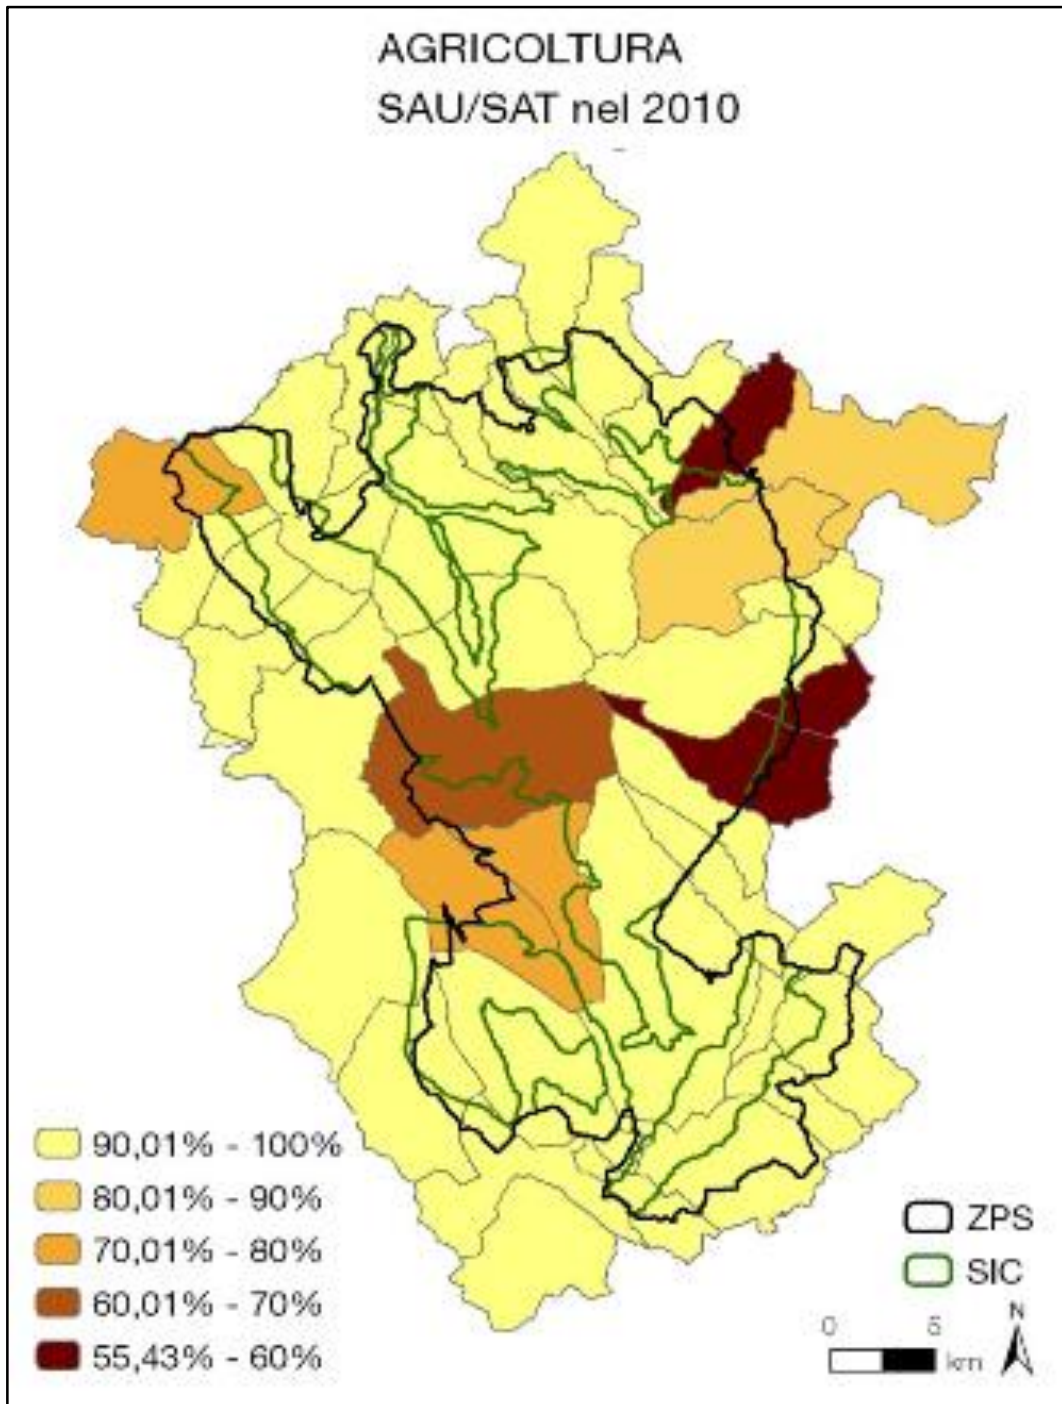 AGRICOLTURA
SAU/SAT nel 2010
90,01% - 100%
80,01% - 90%
70,01% - 80%
60,01% - 70%
55,43% - 60%
ZPS
SIC
N
0 5
km